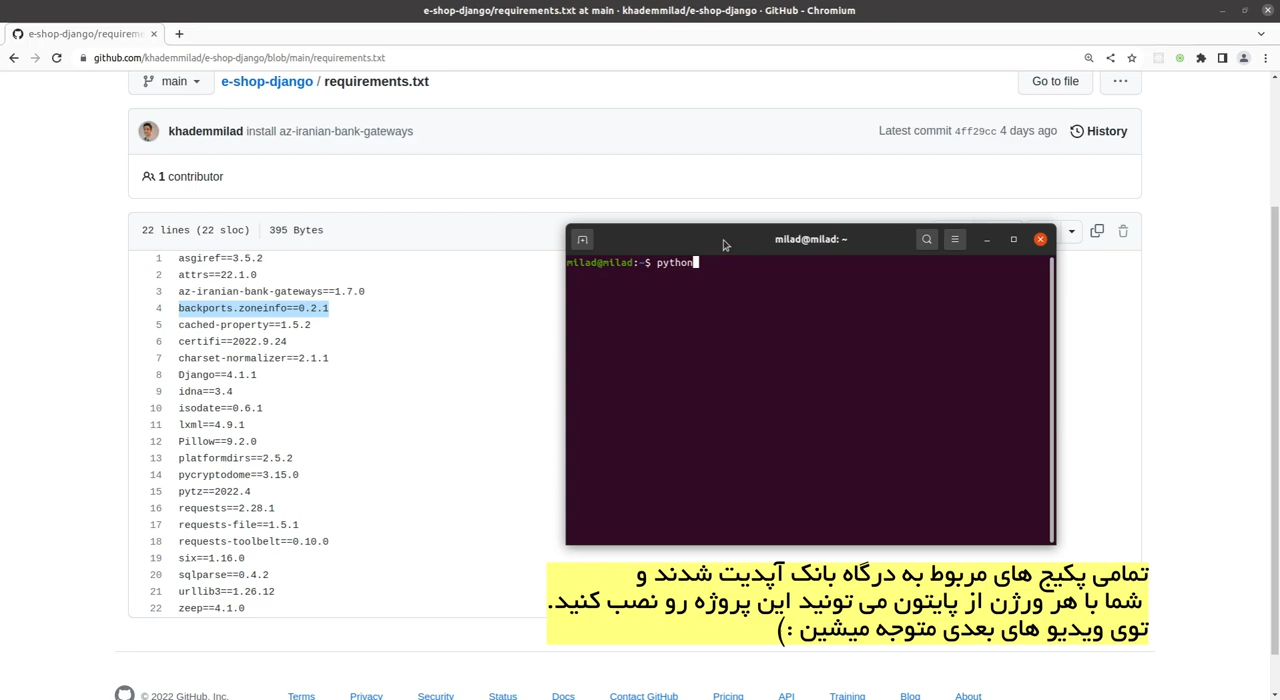 e-shop-django/requirements.txt at main · khademmilad/e-shop-django · GitHub - Chromium
e-shop-django/requireme
github.com/khademmilad/e-shop-django/blob/main/requirements.txt
main
e-shop-django / requirements.txt
Go to file
khademmilad install az-iranian-bank-gateways
Latest commit 4ff29cc 4 days ago
History
1 contributor
22 lines (22 sloc) 395 Bytes
1 asgiref==3.5.2
2 attrs==22.1.0
3 az-iranian-bank-gateways==1.7.0
4 backports.zoneinfo==0.2.1
5 cached-property==1.5.2
6 certifi==2022.9.24
7 charset-normalizer==2.1.1
8 Django==4.1.1
9 idna==3.4
10 isodate==0.6.1
11 lxml==4.9.1
12 Pillow==9.2.0
13 platformdirs==2.5.2
14 pycryptodome==3.15.0
15 pytz==2022.4
16 requests==2.28.1
17 requests-file==1.5.1
18 requests-toolbelt==0.10.0
19 six==1.16.0
20 sqlparse==0.4.2
21 urllib3==1.26.12
22 zeep==4.1.0
milad@milad: ~
milad@milad:~$ python
تمامی پکیج های مربوط به درگاه بانک آپدیت شدند و
شما با هر ورژن از پایتون می تونید این پروژه رو نصب کنید.
توی ویدیو های بعدی متوجه میشین :)
© 2022 GitHub, Inc.
Terms
Privacy
Security
Status
Docs
Contact GitHub
Pricing
API
Training
Blog
About